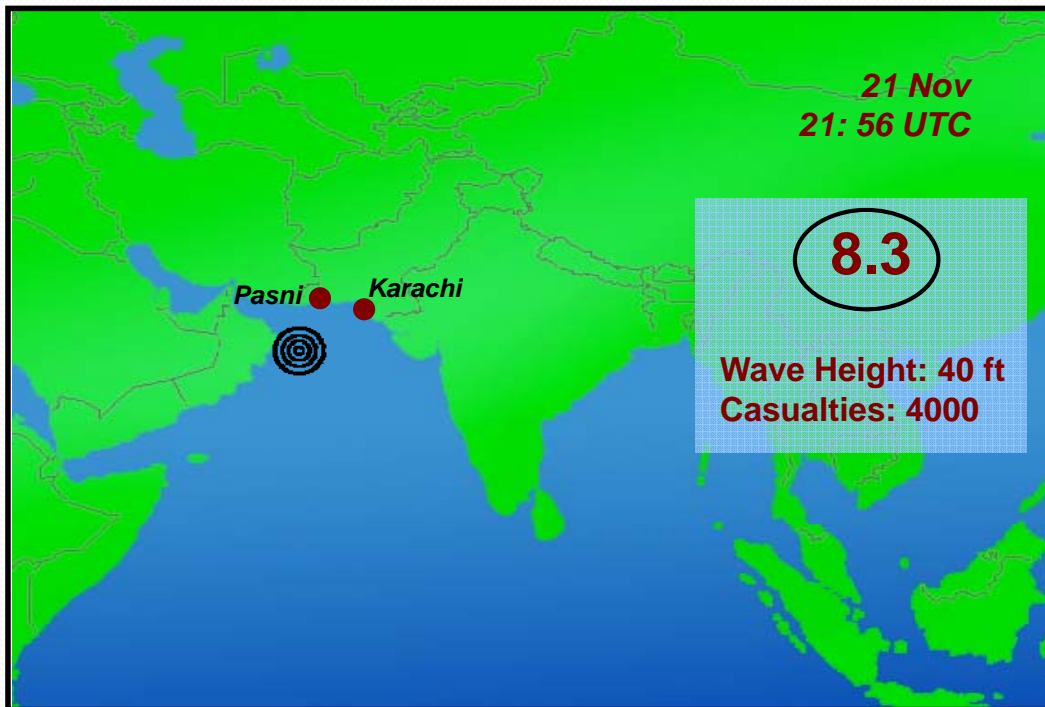 21 Nov
21: 56 UTC
8.3
Pasni
Karachi
Wave Height: 40 ft
Casualties: 4000